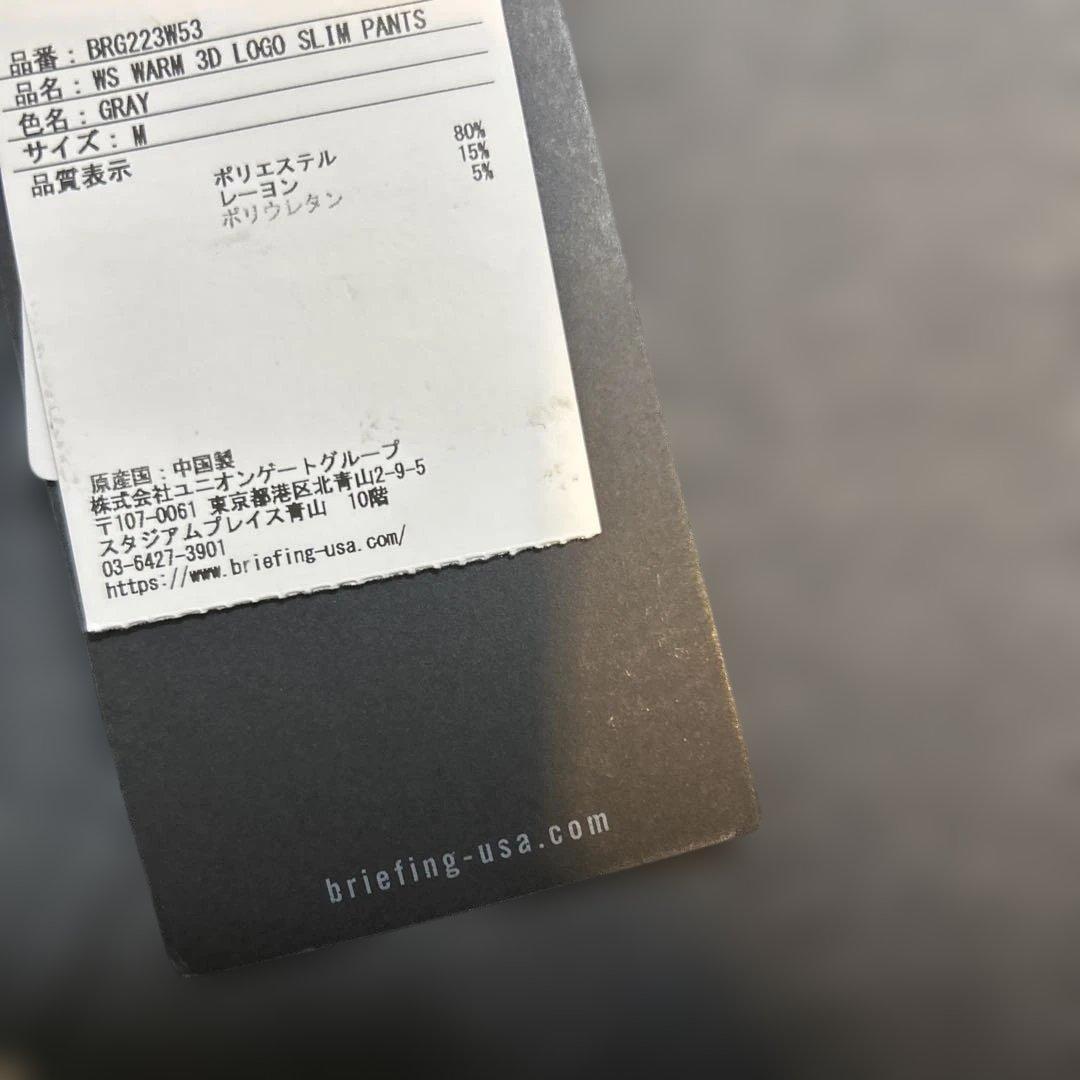 品番: BRG223W53
品名: WS WARM 3D LOGO SLIM PANTS
色名: GRAY
サイズ: M
品質表示 ポリエステル 80%
レーヨン 15%
ポリウレタン 5%
原産国:中国製
株式会社ユニオンゲートグループ
〒107-0061 東京都港区北青山2-9-5
スタジアムプレイス青山 10階
03-6427-3901
https://www.briefing-usa.com/
briefing-usa.com